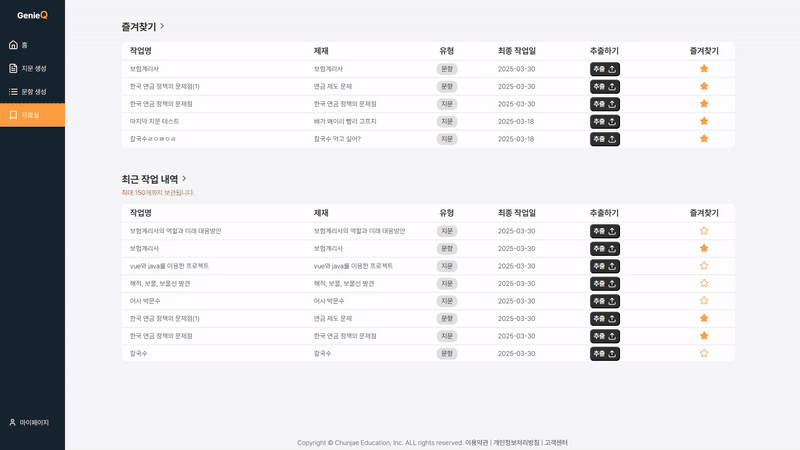 GenieQ
홈
지문 생성
문항 생성
자료실
마이페이지
즐겨찾기 >
작업명 제재 유형 최종 작업일 추출하기 즐겨찾기
보험계리사 보험계리사 문항 2025-03-30 추출
한국 연금 정책의 문제점(1) 연금 제도 문제 문항 2025-03-30 추출
한국 연금 정책의 문제점 한국 연금 정책의 문제점 지문 2025-03-30 추출
마지막 지문 테스트 배가 왜이리 빨리 고프지 지문 2025-03-18 추출
칼국수ㄹㅇㄹㅇㄹ 칼국수 먹고 싶어? 지문 2025-03-18 추출
최근 작업 내역 >
최대 150개까지 보관됩니다.
작업명 제재 유형 최종 작업일 추출하기 즐겨찾기
보험계리사의 역할과 미래 대응방안 보험계리사의 역할과 미래 대응방안 지문 2025-03-30 추출
보험계리사 보험계리사 문항 2025-03-30 추출
vue와 java를 이용한 프로젝트 vue와 java를 이용한 프로젝트 지문 2025-03-30 추출
해적, 보물, 보물선 발견 해적, 보물, 보물선 발견 지문 2025-03-30 추출
어사 박문수 어사 박문수 지문 2025-03-30 추출
한국 연금 정책의 문제점(1) 연금 제도 문제 문항 2025-03-30 추출
한국 연금 정책의 문제점 한국 연금 정책의 문제점 지문 2025-03-30 추출
칼국수 칼국수 문항 2025-03-30 추출
Copyright © Chunjae Education, Inc. ALL rights reserved. 이용약관 | 개인정보처리방침 | 고객센터